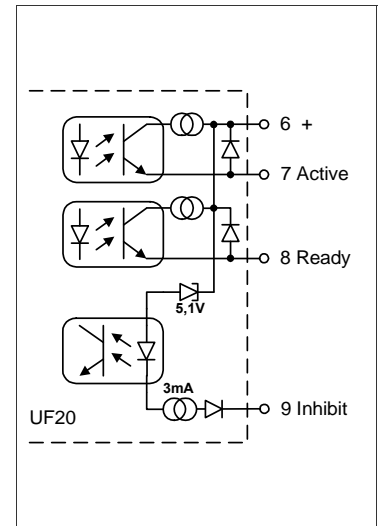 6 +
7 Active
8 Ready
5,1V
3mA
9 Inhibit
UF20